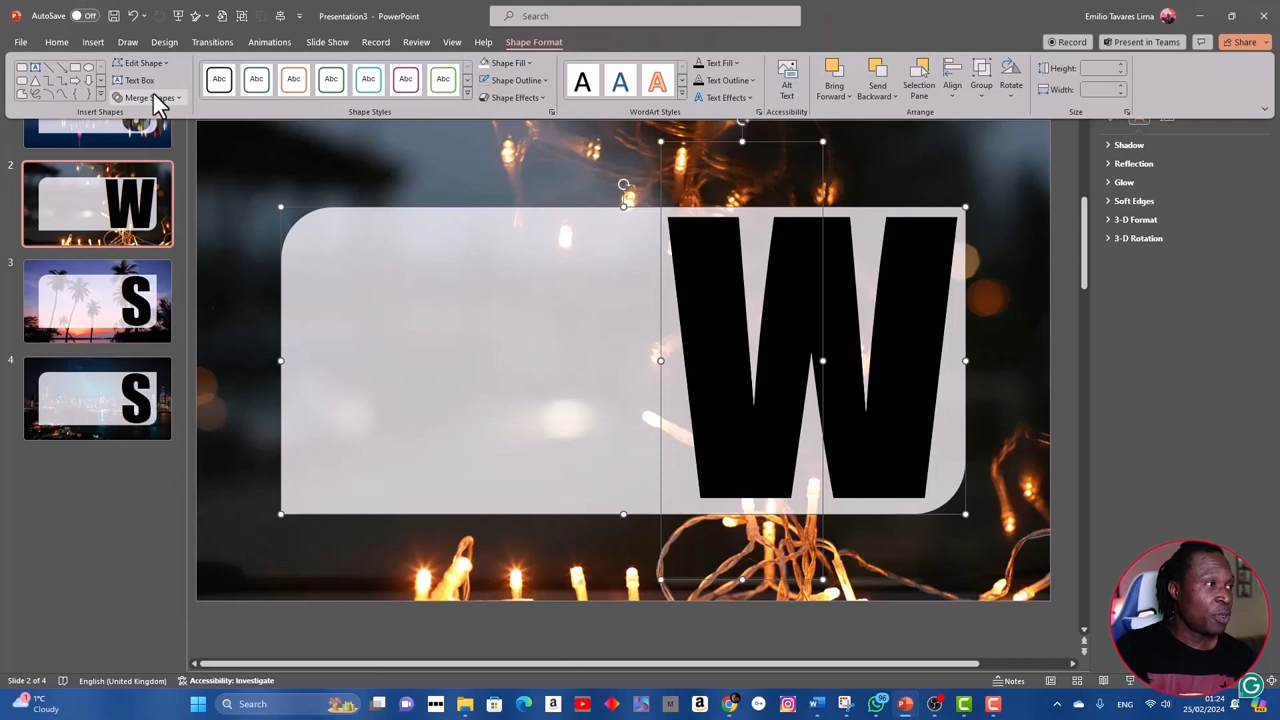 AutoSave Off Presentation3 • PowerPoint Search Emilio Tavares Lima
File Home Insert Draw Design Transitions Animations Slide Show Record Review View Help Shape Format Record Present in Teams Share
Edit Shape
Text Box
Merge Shapes
Insert Shapes
Abc Abc Abc Abc Abc Abc Abc
Shape Fill
Shape Outline
Shape Effects
Shape Styles
A A A
Text Fill
Text Outline
Text Effects
WordArt Styles
Alt
Text
Accessibility
Bring
Forward
Send
Backward
Selection
Pane
Align
Group
Rotate
Arrange
Height:
Width:
Size
2
W
3
S
4
S
W
Shadow
Reflection
Glow
Soft Edges
3-D Format
3-D Rotation
Slide 2 of 4 English (United Kingdom) Accessibility: Investigate Notes
1
1°C
Cloudy
Search
96
ENG
01:24
25/02/2024